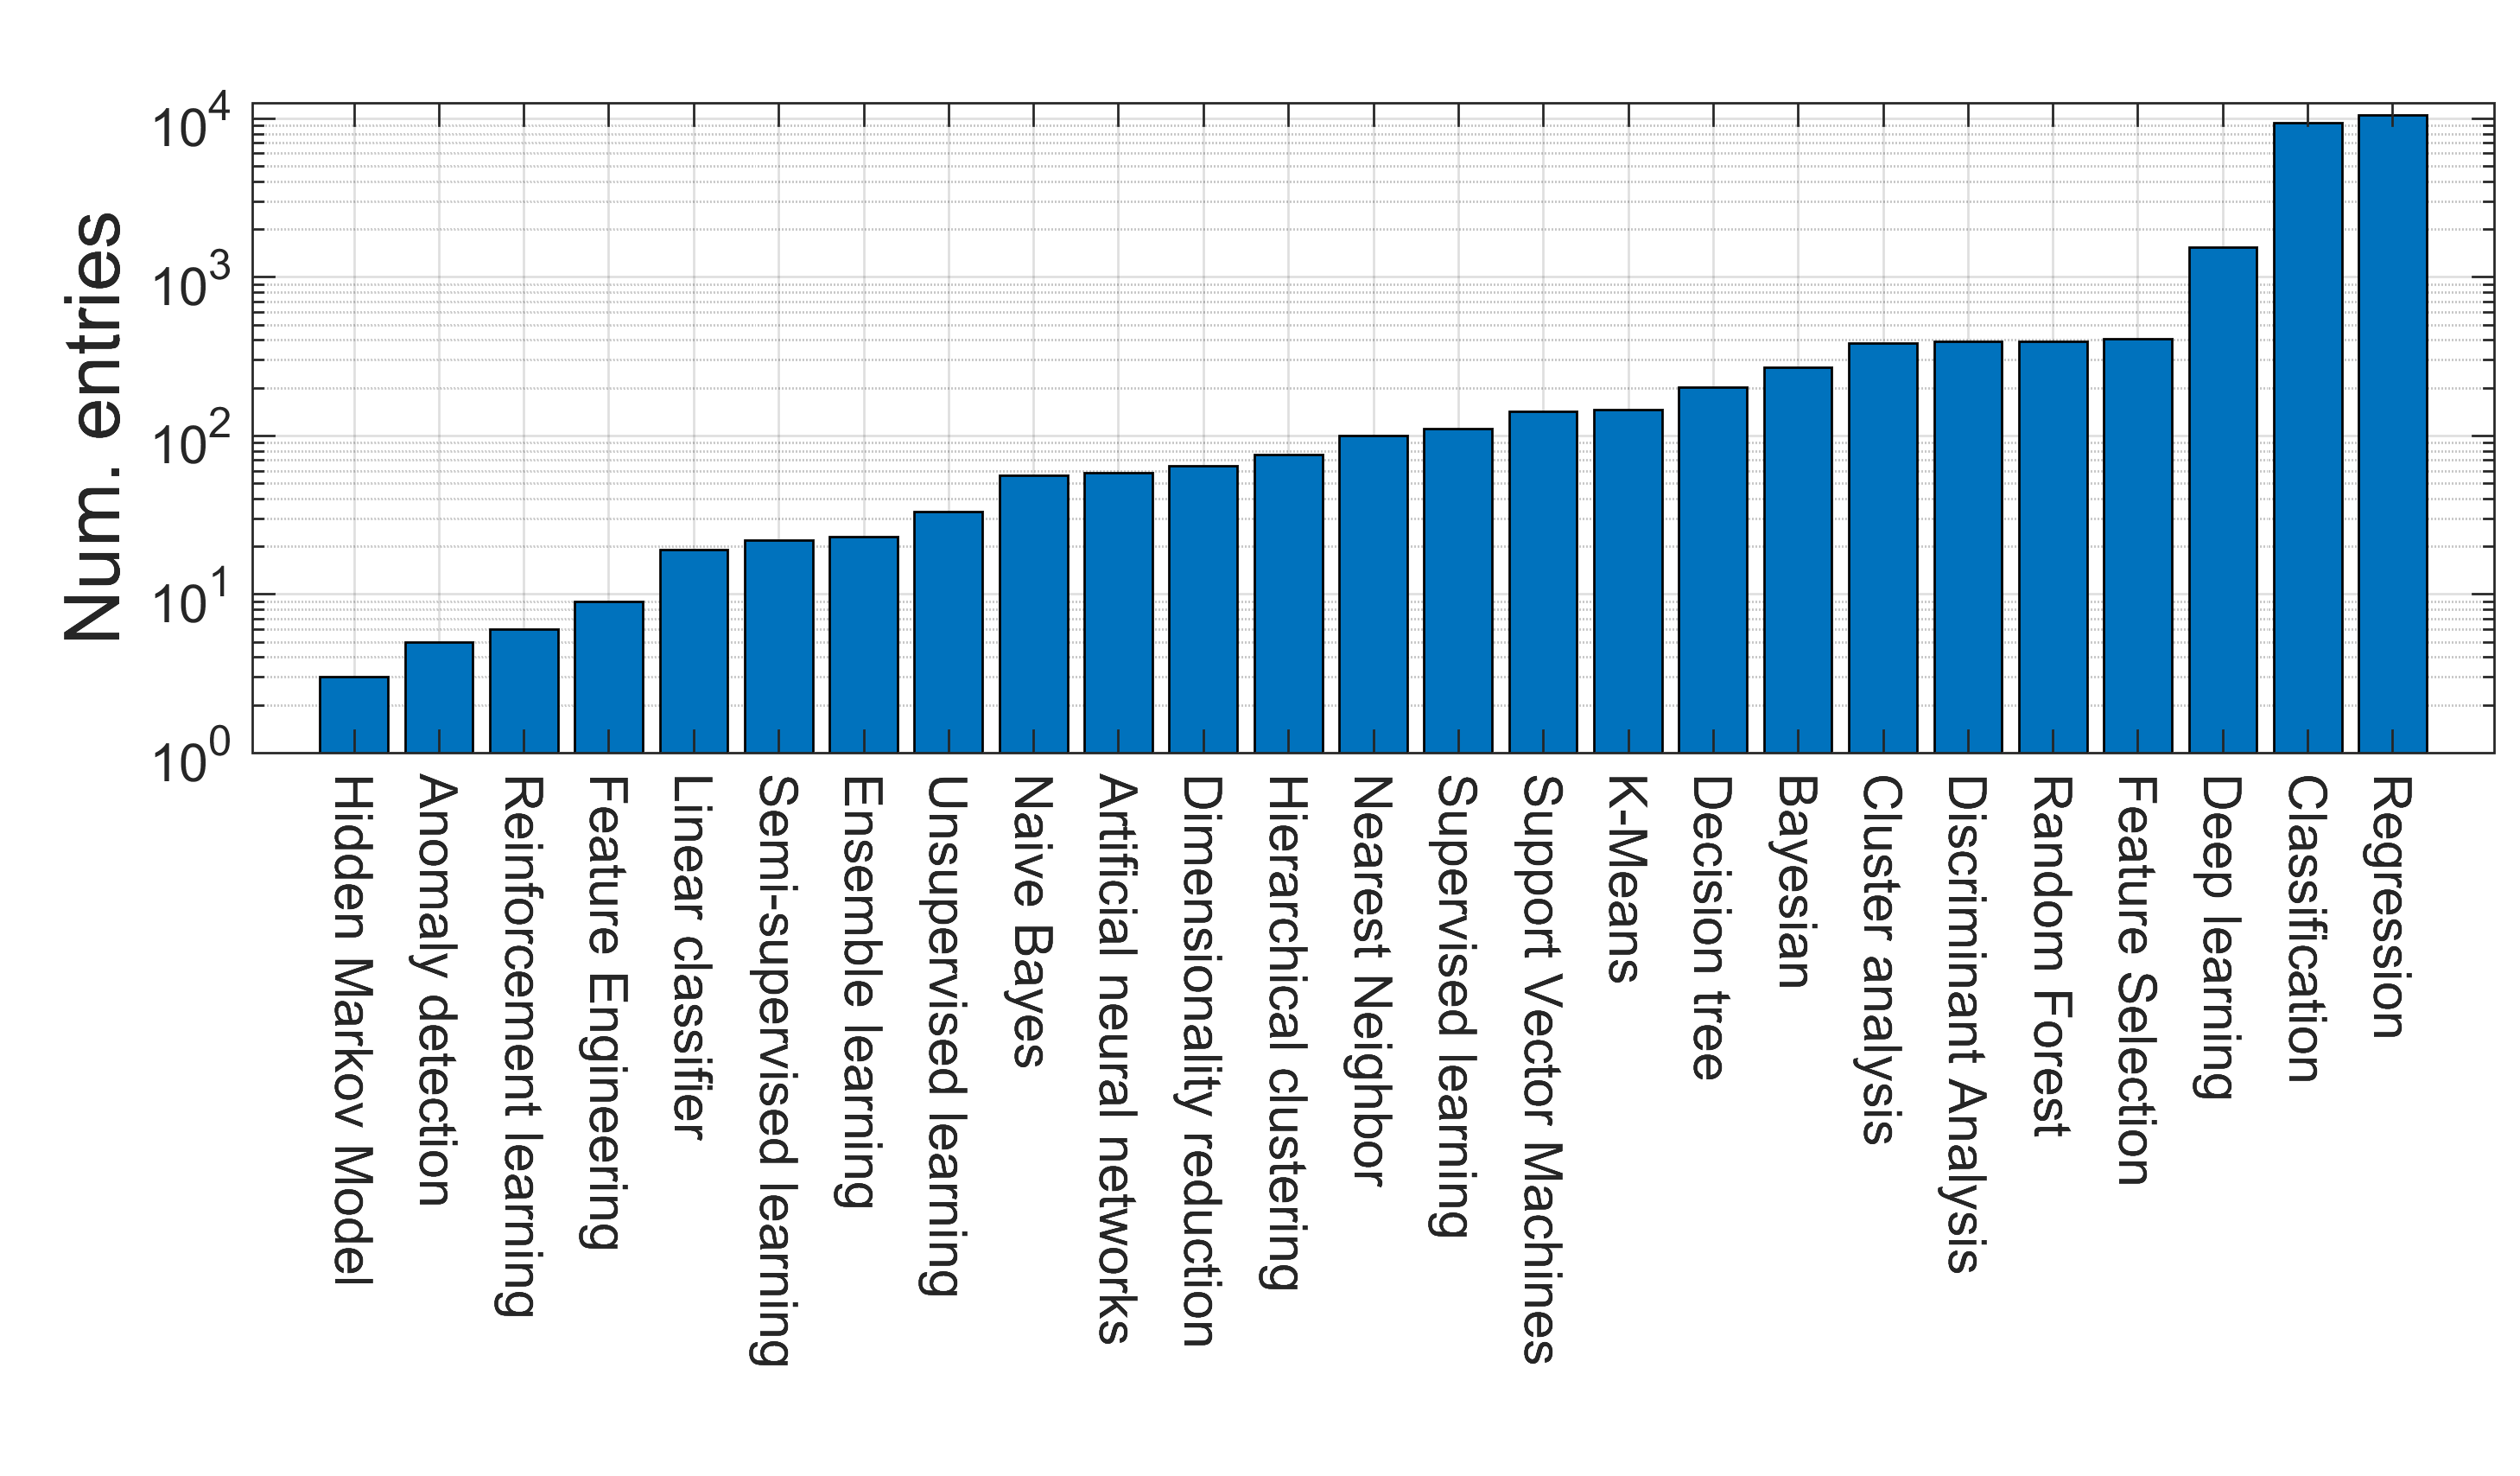 Num. entries
10^4
10^3
10^2
10^1
10^0
Hidden Markov Model
Anomaly detection
Reinforcement learning
Feature Engineering
Linear classifier
Semi-supervised learning
Ensemble learning
Unsupervised learning
Naive Bayes
Artificial neural networks
Dimensionality reduction
Hierarchical clustering
Nearest Neighbor
Supervised learning
Support Vector Machines
K-Means
Decision tree
Bayesian
Cluster analysis
Discriminant Analysis
Random Forest
Feature Selection
Deep learning
Classification
Regression